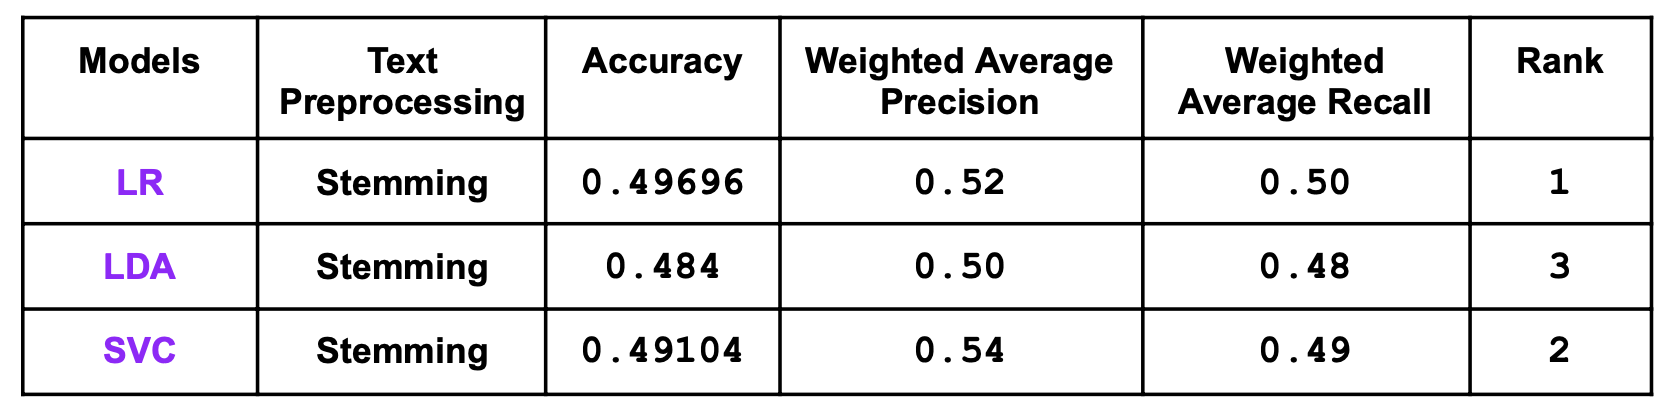 Models Text Preprocessing Accuracy Weighted Average Precision Weighted Average Recall Rank
LR Stemming 0.49696 0.52 0.50 1
LDA Stemming 0.484 0.50 0.48 3
SVC Stemming 0.49104 0.54 0.49 2